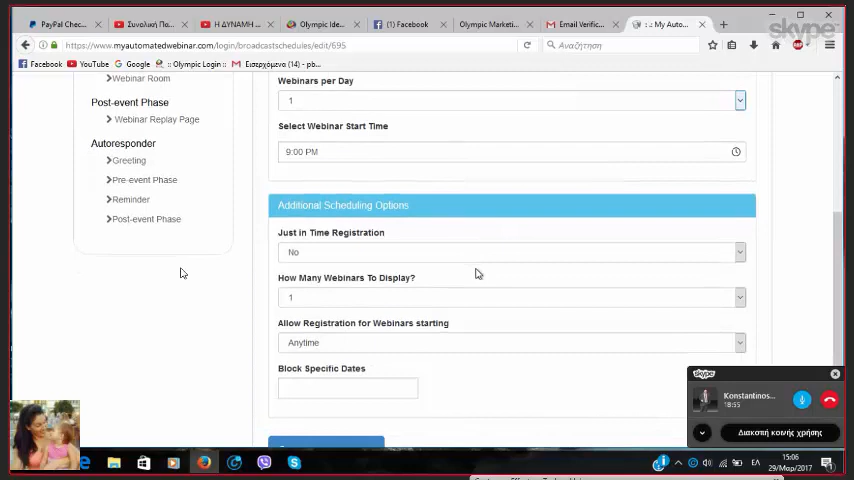 PayPal Chec...
Συνολική Πα...
Η ΔΥΝΑΜΗ ...
Olympic Ide...
Facebook
Olympic Marketi...
Email Verific...
:. : My Auto...
skype
https://www.myautomatedwebinar.com/login/broadcastschedules/edit/695
Αναζήτηση
Facebook
YouTube
Google
:: Olympic Login ::
Εισερχόμενα (14) - pb...
Webinar Room
Post-event Phase
Webinar Replay Page
Autoresponder
Greeting
Pre-event Phase
Reminder
Post-event Phase
Webinars per Day
1
Select Webinar Start Time
9:00 PM
Additional Scheduling Options
Just in Time Registration
No
How Many Webinars To Display?
1
Allow Registration for Webinars starting
Anytime
Block Specific Dates
skype
Konstantinos...
18:55
Διακοπή κοινής χρήσης
ΕΛ
15:06
29/Μαρ/2017